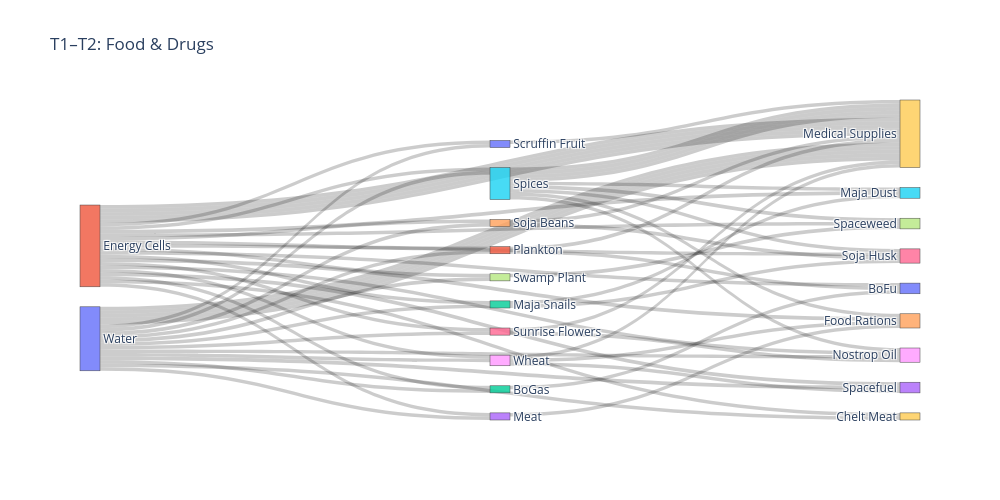 T1–T2: Food & Drugs
Energy Cells
Water
Scruffin Fruit
Spices
Soja Beans
Plankton
Swamp Plant
Maja Snails
Sunrise Flowers
Wheat
BoGas
Meat
Medical Supplies
Maja Dust
Spaceweed
Soja Husk
BoFu
Food Rations
Nostrop Oil
Spacefuel
Chelt Meat